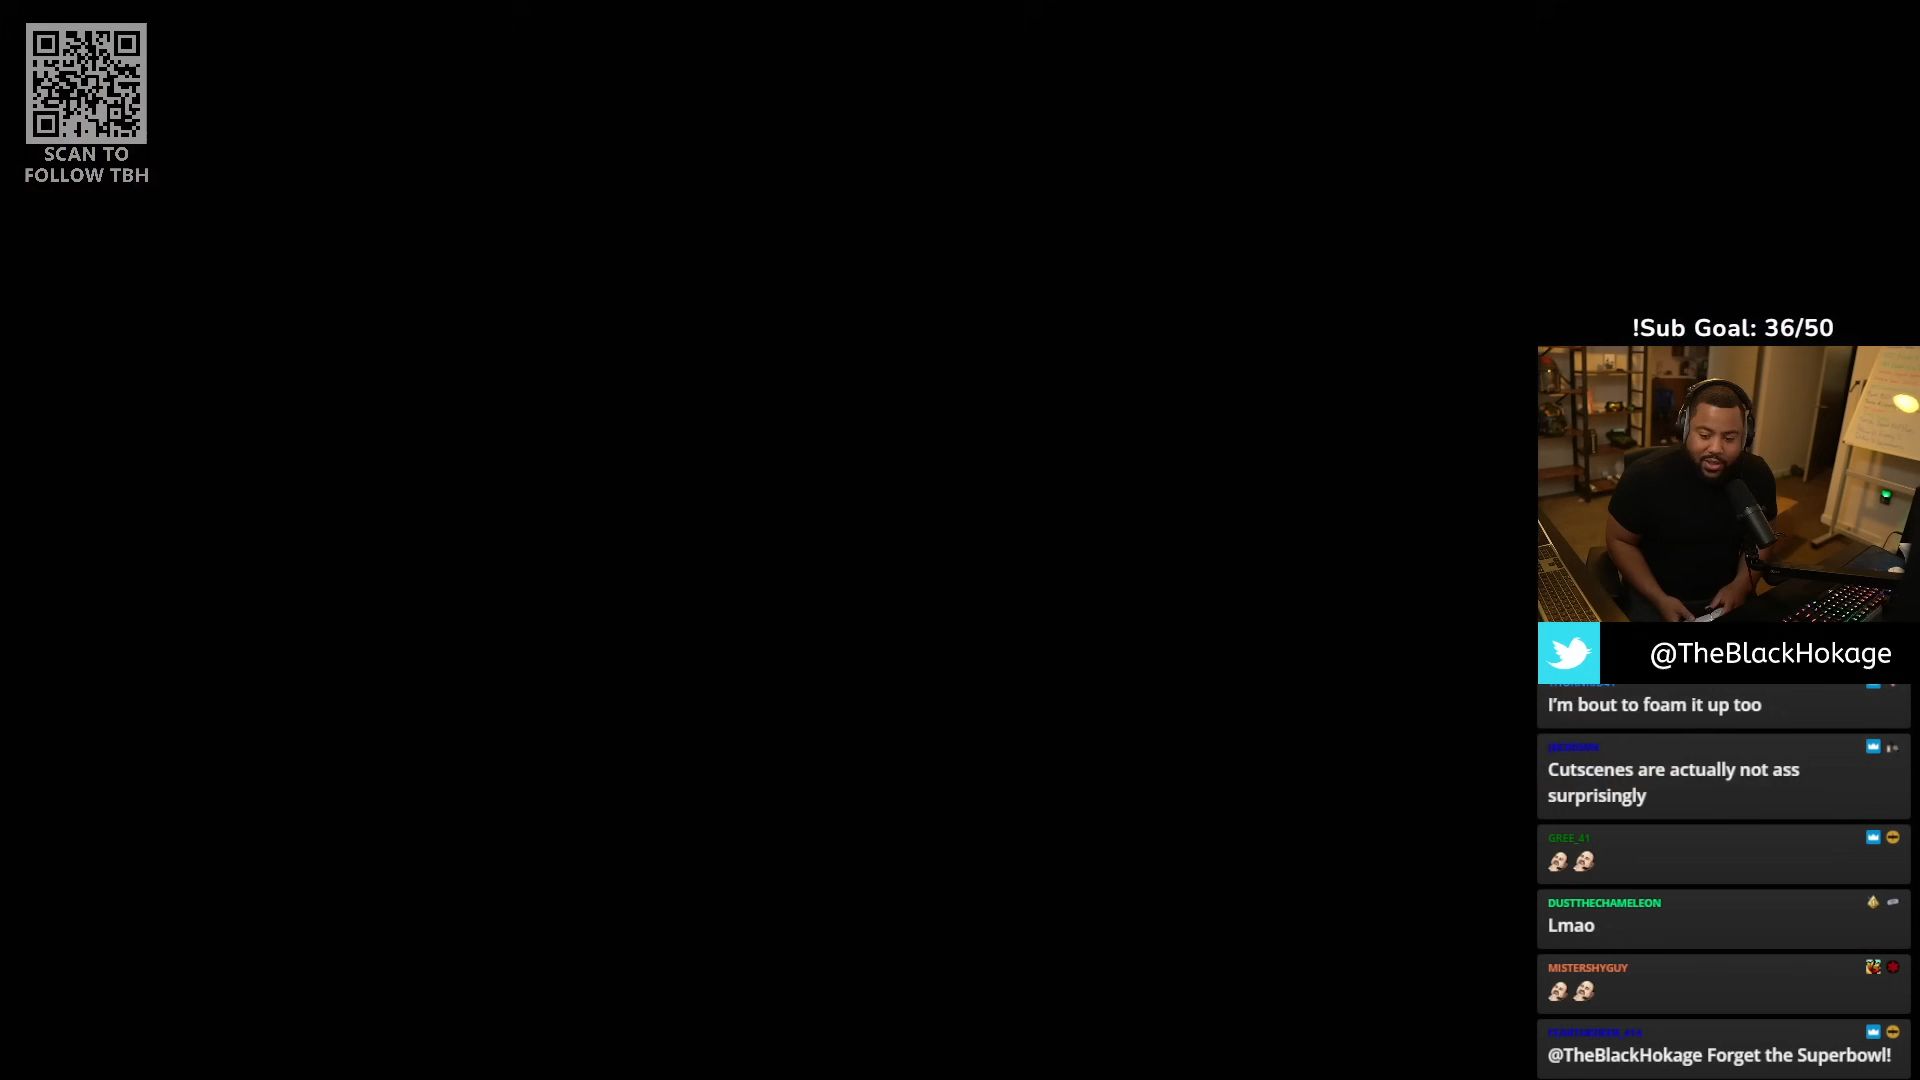 SCAN TO
FOLLOW TBH
!Sub Goal: 36/50
@TheBlackHokage
I'm bout to foam it up too
Cutscenes are actually not ass
surprisingly
GREE_41
DUSTTHECHAMELEON
Lmao
MISTERSHYGUY
@TheBlackHokage Forget the Superbowl!